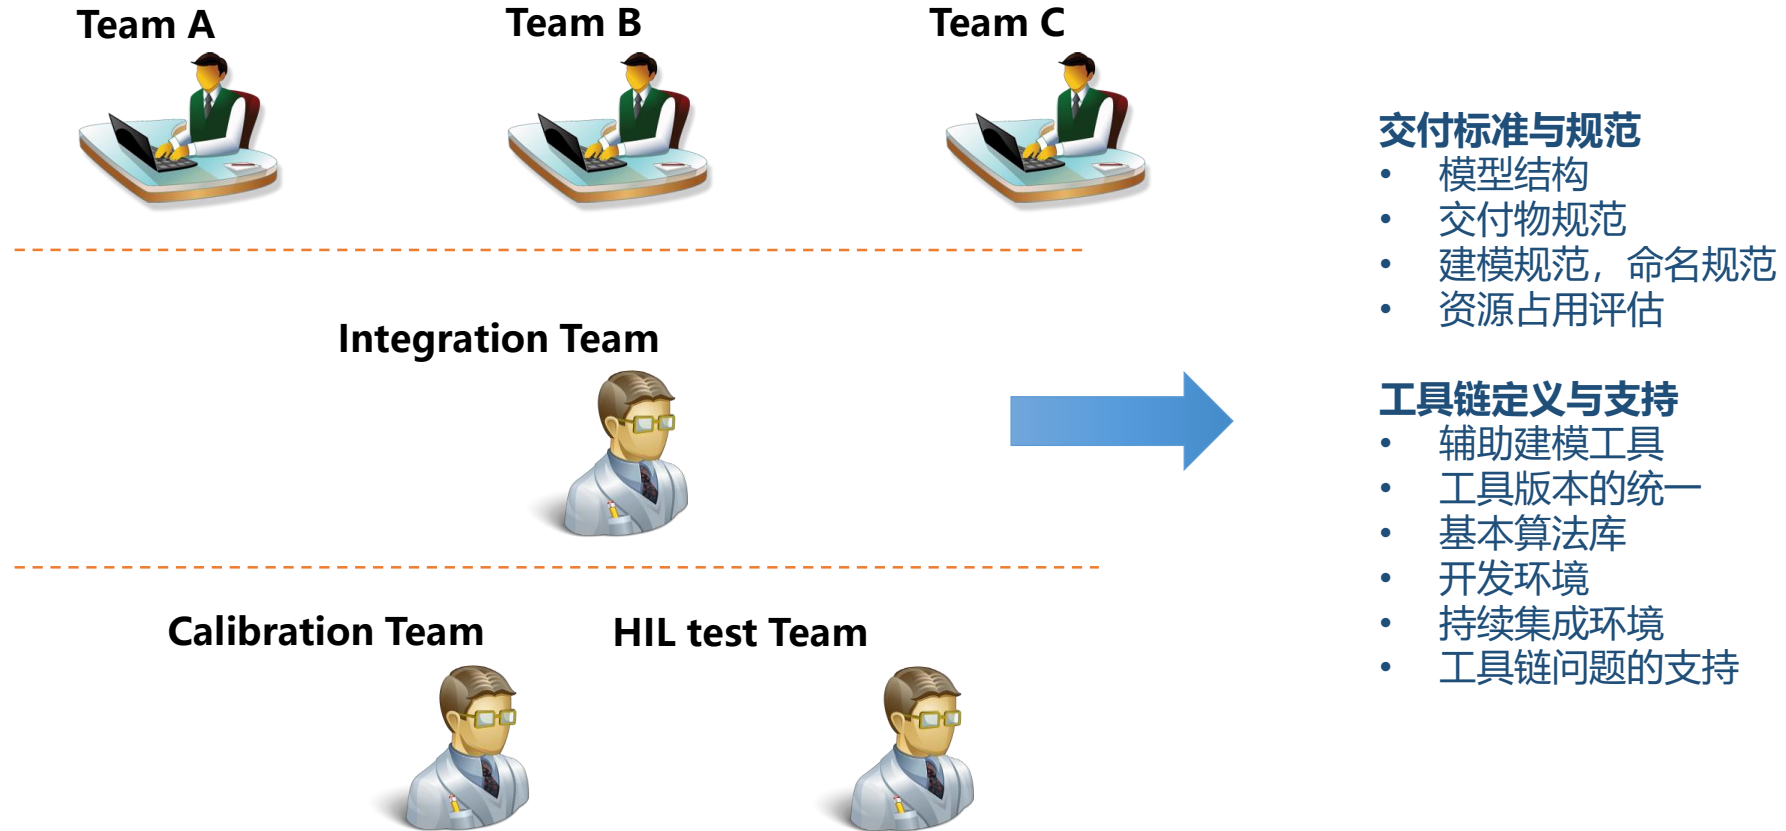 Team A
Team B
Team C
Integration Team
Calibration Team
HIL test Team
交付标准与规范
• 模型结构
• 交付物规范
• 建模规范，命名规范
• 资源占用评估
工具链定义与支持
• 辅助建模工具
• 工具版本的统一
• 基本算法库
• 开发环境
• 持续集成环境
• 工具链问题的支持